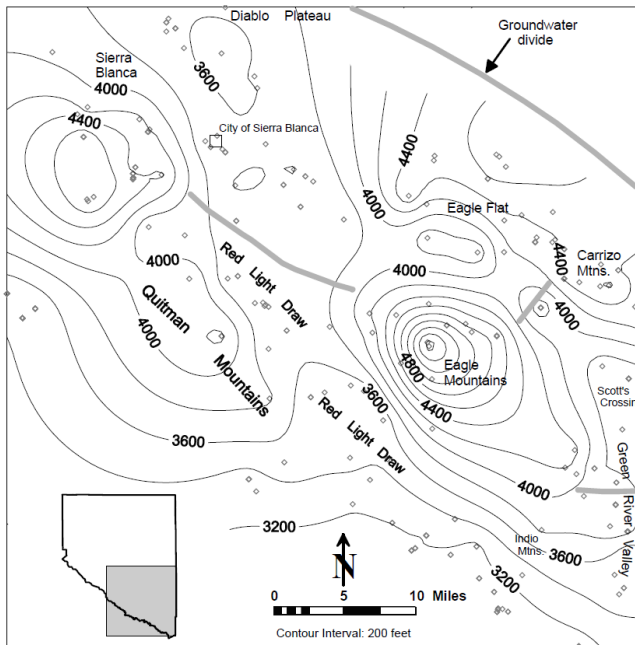 Diablo Plateau
Groundwater
divide
Sierra
Blanca
3600
4000
4400
City of Sierra Blanca
4400
4000
Eagle Flat
Carrizo
Mtns.
4400
4000
Red Light Draw
4000
4000
Quitman
Mountains
4000
4800
Eagle
Mountains
4400
Scott's
Crossin
3600
Red Light Draw
3600
4000
Green River Valley
3200
Indio
Mtns.
3600
3200
N
0 5 10 Miles
Contour Interval: 200 feet